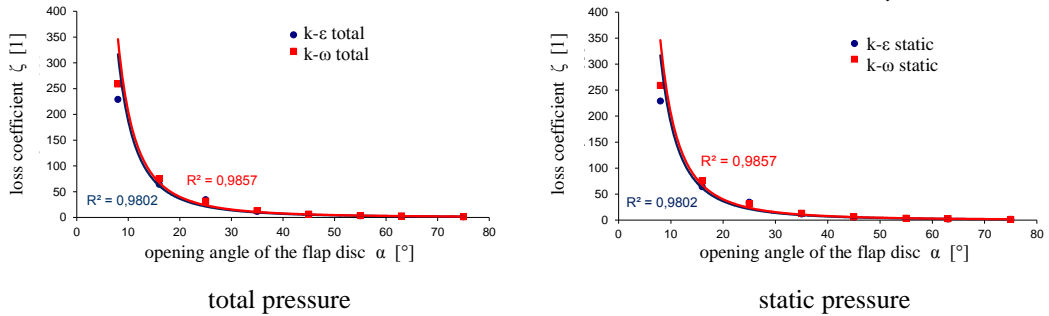 400
350
300
250
200
150
100
50
0
loss coefficient ζ [1]
k-ε total
k-ω total
R² = 0,9857
R² = 0,9802
0 10 20 30 40 50 60 70 80
opening angle of the flap disc α [°]
total pressure
400
350
300
250
200
150
100
50
0
loss coefficient ζ [1]
k-ε static
k-ω static
R² = 0,9857
R² = 0,9802
0 10 20 30 40 50 60 70 80
opening angle of the flap disc α [°]
static pressure